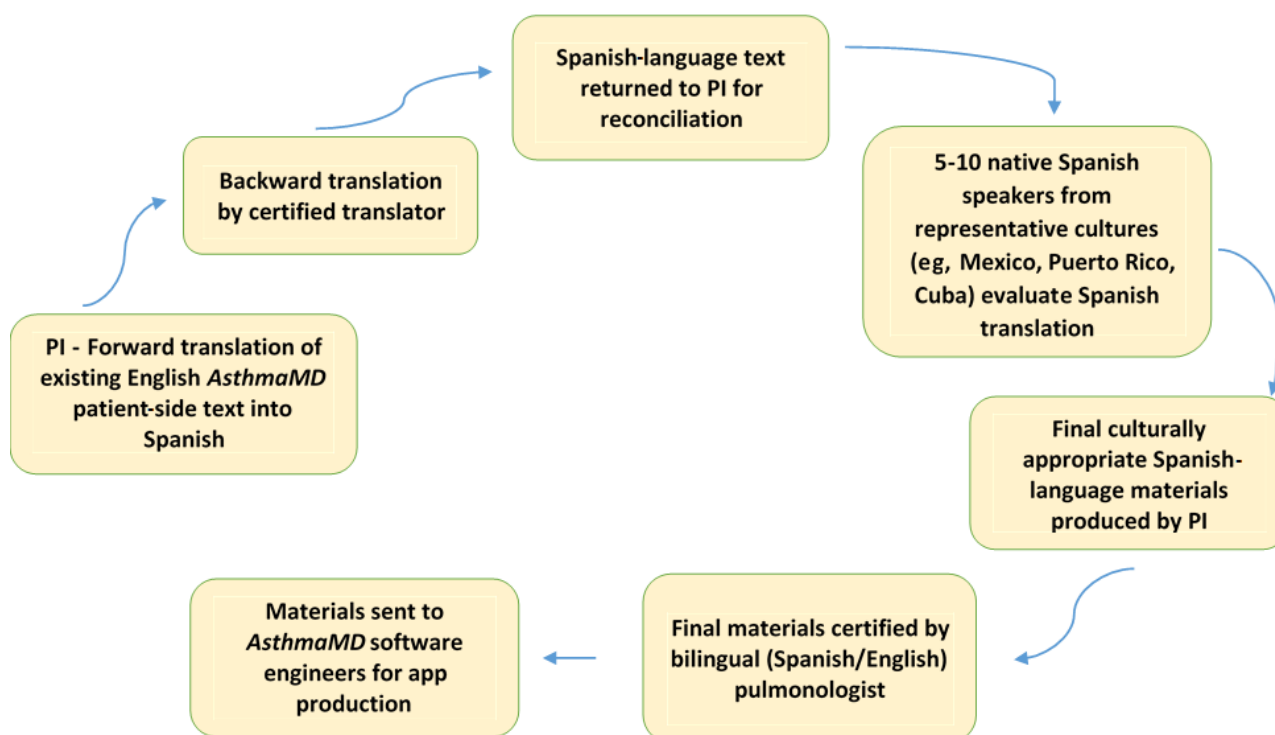 PI - Forward translation of
existing English AsthmaMD
patient-side text into
Spanish
Backward translation
by certified translator
Spanish-language text
returned to PI for
reconciliation
5-10 native Spanish
speakers from
representative cultures
(eg, Mexico, Puerto Rico,
Cuba) evaluate Spanish
translation
Final culturally
appropriate Spanish-
language materials
produced by PI
Final materials certified by
bilingual (Spanish/English)
pulmonologist
Materials sent to
AsthmaMD software
engineers for app
production